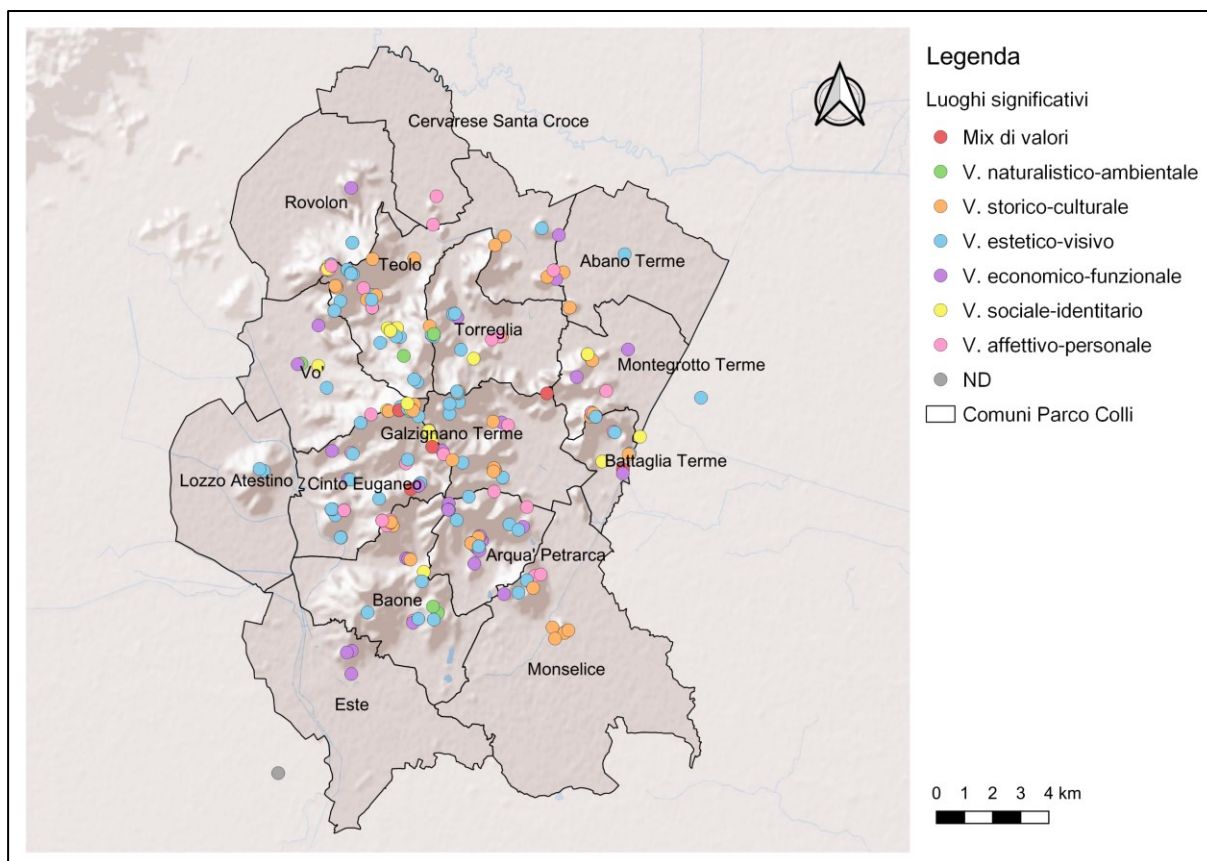 Legenda
Luoghi significativi
Mix di valori
V. naturalistico-ambientale
V. storico-culturale
V. estetico-visivo
V. economico-funzionale
V. sociale-identitario
V. affettivo-personale
ND
Comuni Parco Colli
Cervarese Santa Croce
Rovolon
Teolo
Abano Terme
Torreglia
Montegrotto Terme
Vo'
Galzignano Terme
Battaglia Terme
Lozzo Atestino
Cinto Euganeo
Arqua' Petrarca
Baone
Monselice
Este
0 1 2 3 4 km